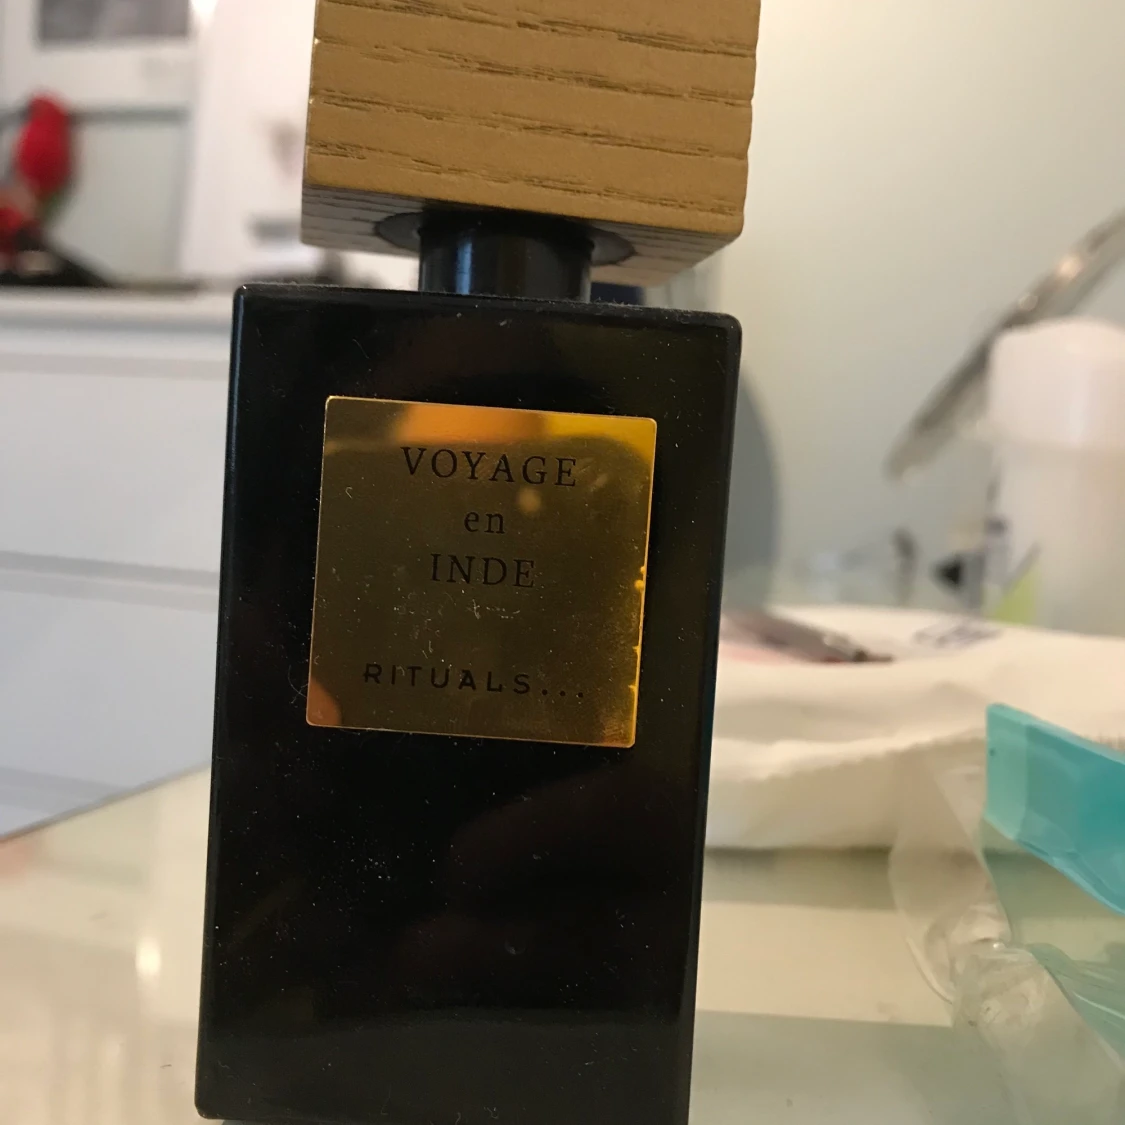 VOYAGE
en
INDE
RITUALS...